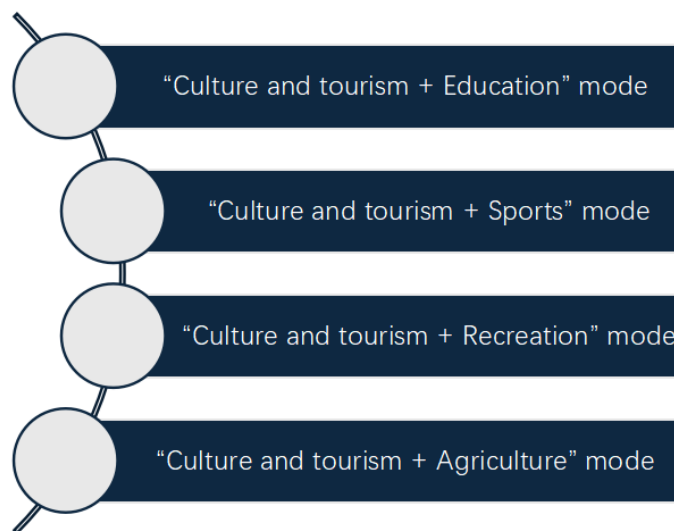 “Culture and tourism + Education” mode
“Culture and tourism + Sports” mode
“Culture and tourism + Recreation” mode
“Culture and tourism + Agriculture” mode